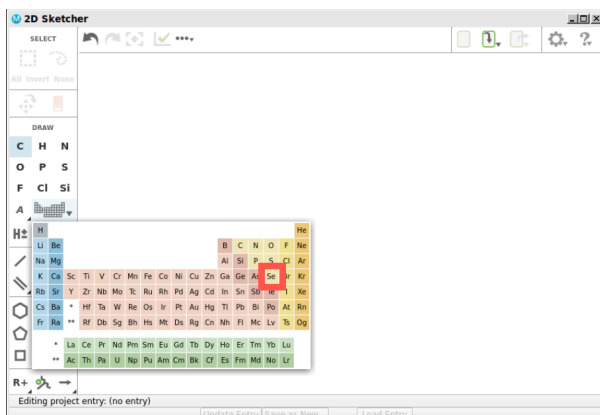 2D Sketcher
SELECT
All Invert None
DRAW
C H N
O P S
F Cl Si
A
H±
R+
H He
Li Be B C N O F Ne
Na Mg Al Si P S Cl Ar
K Ca Sc Ti V Cr Mn Fe Co Ni Cu Zn Ga Ge As Se Br Kr
Rb Sr Y Zr Nb Mo Tc Ru Rh Pd Ag Cd In Sn Sb Te I Xe
Cs Ba * Hf Ta W Re Os Ir Pt Au Hg Tl Pb Bi Po At Rn
Fr Ra ** Rf Db Sg Bh Hs Mt Ds Rg Cn Nh Fl Mc Lv Ts Og
* La Ce Pr Nd Pm Sm Eu Gd Tb Dy Ho Er Tm Yb Lu
** Ac Th Pa U Np Pu Am Cm Bk Cf Es Fm Md No Lr
Editing project entry: (no entry)
Update Entry Save as New Load Entry